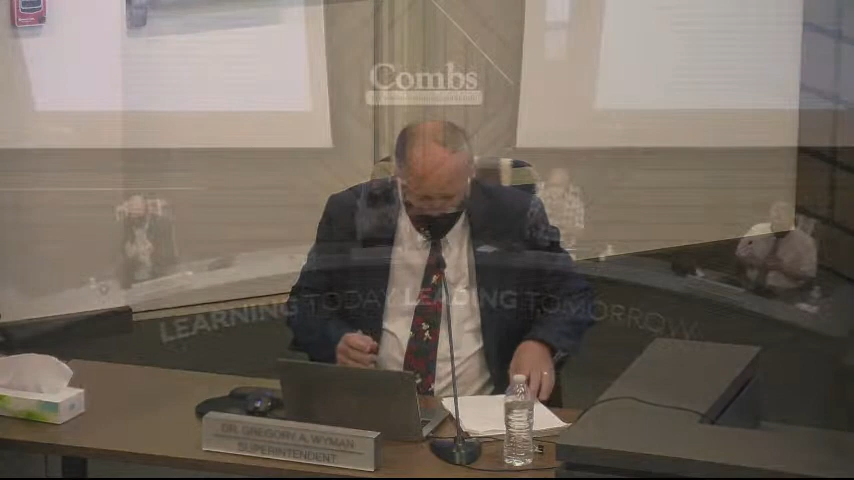 Combs
LEARNING TODAY LEADING TOMORROW
DR. GREGORY A. WYMAN
SUPERINTENDENT